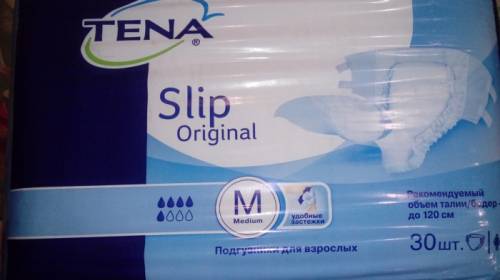 TENA
®
Slip
Original
M
Medium
удобные
застежки
Рекомендуемый
объем талии/бедер-
до 120 см
Подгузники для взрослых
30шт.